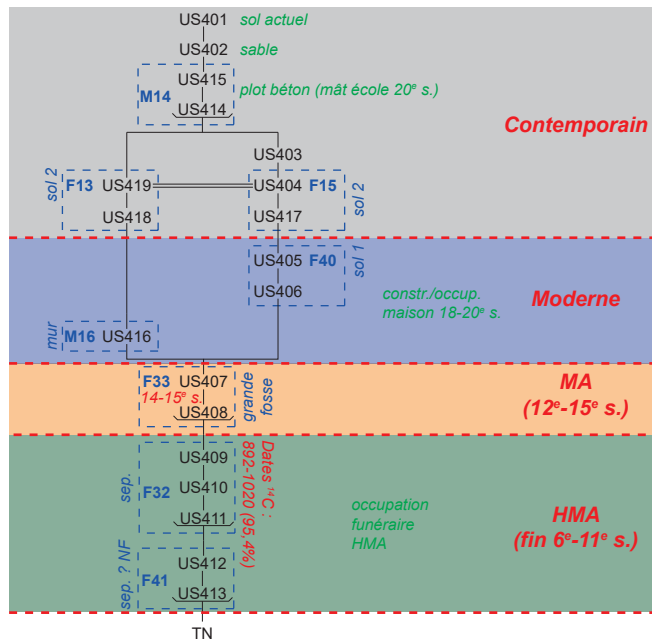 US401 sol actuel
US402 sable
US415
M14 plot béton (mât école 20e s.)
US414
Contemporain
US403
F13 US419 US404 F15
sol 2
sol 2
US418 US417
US405 F40
sol 1
US406
constr./occup.
maison 18-20e s.
Moderne
mur
M16 US416
F33 US407
14-15e s.
US408
grande
fosse
MA
(12e-15e s.)
US409
sep.
F32 US410
US411
Dates 14C :
892-1020 (95,4%)
occupation
funéraire
HMA
HMA
(fin 6e-11e s.)
sep. ? NF
US412
F41
US413
TN